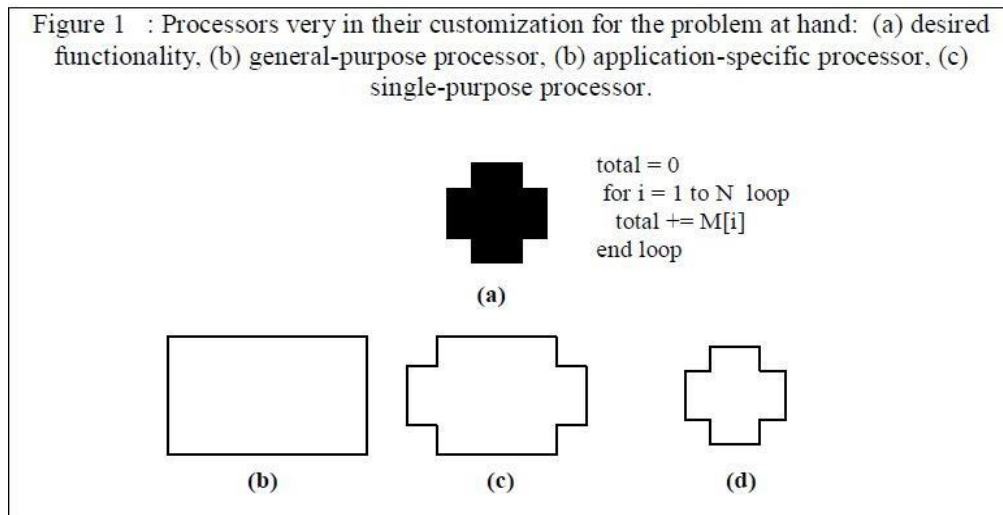 Figure 1 : Processors very in their customization for the problem at hand: (a) desired
functionality, (b) general-purpose processor, (b) application-specific processor, (c)
single-purpose processor.
total = 0
for i = 1 to N loop
total += M[i]
end loop
(a)
(b)
(c)
(d)